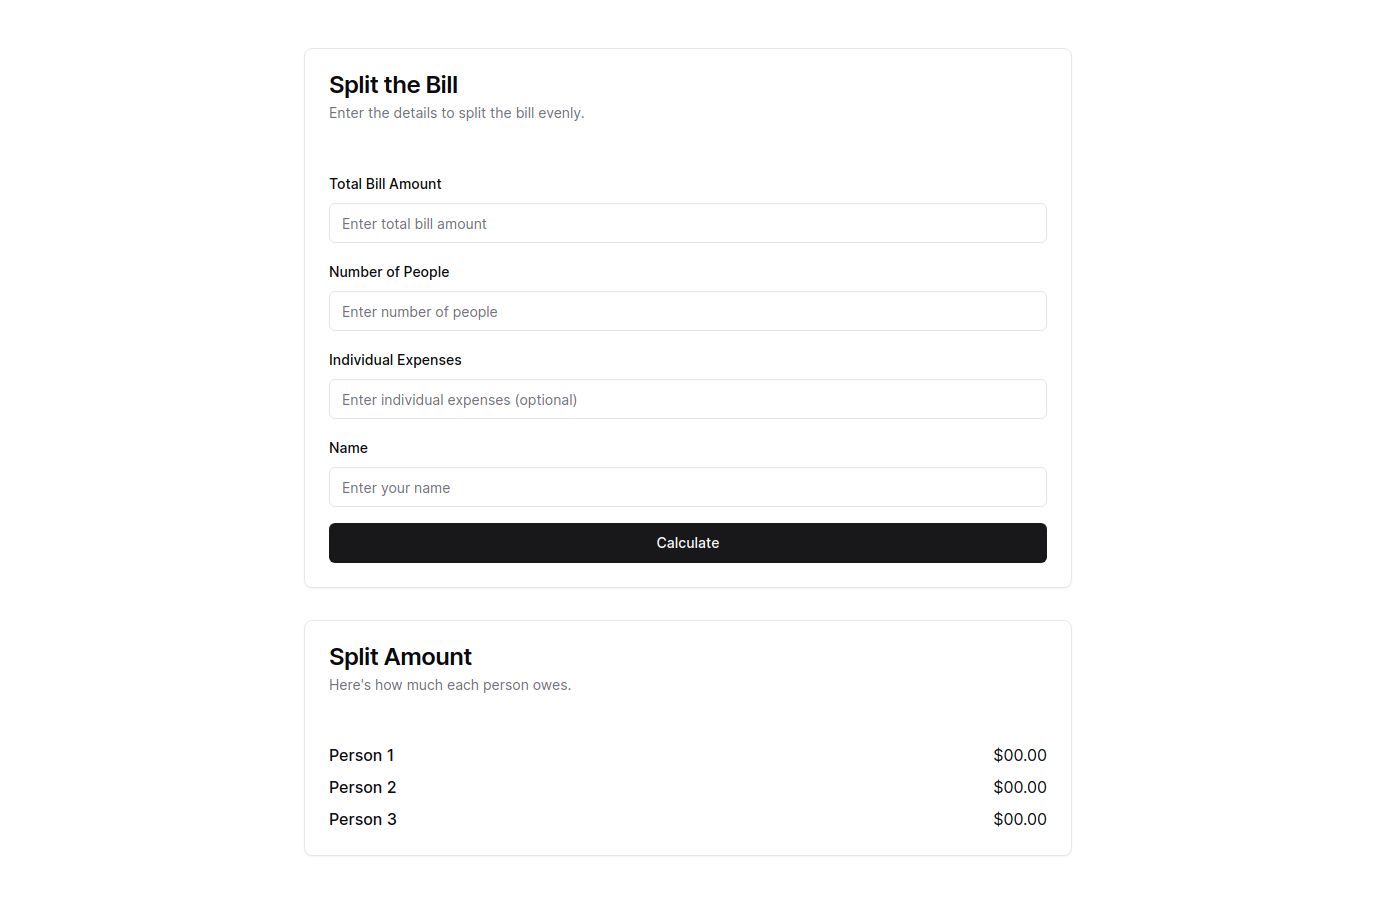 Split the Bill
Enter the details to split the bill evenly.
Total Bill Amount
Enter total bill amount
Number of People
Enter number of people
Individual Expenses
Enter individual expenses (optional)
Name
Enter your name
Calculate
Split Amount
Here's how much each person owes.
Person 1 $00.00
Person 2 $00.00
Person 3 $00.00